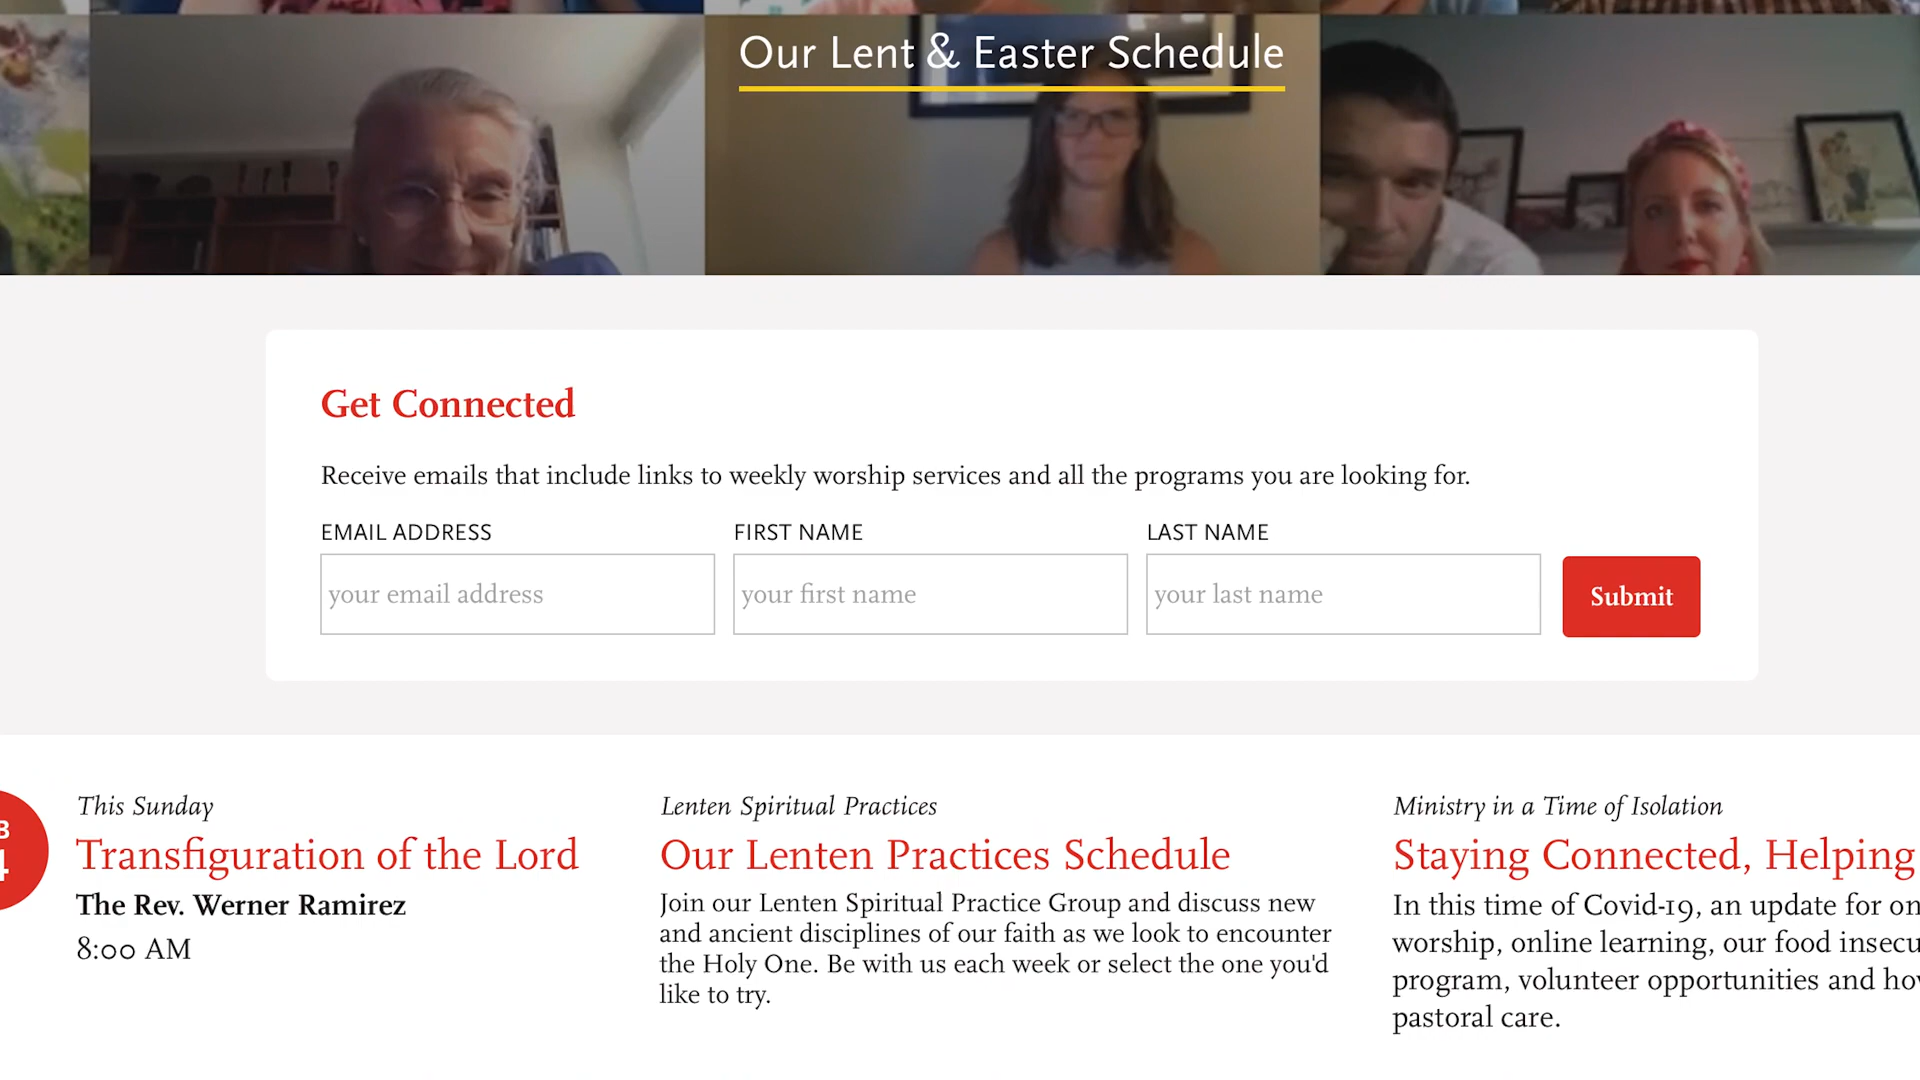 Our Lent & Easter Schedule
Get Connected
Receive emails that include links to weekly worship services and all the programs you are looking for.
EMAIL ADDRESS
FIRST NAME
LAST NAME
your email address
your first name
your last name
Submit
B
4
This Sunday
Transfiguration of the Lord
The Rev. Werner Ramirez
8:00 AM
Lenten Spiritual Practices
Our Lenten Practices Schedule
Join our Lenten Spiritual Practice Group and discuss new
and ancient disciplines of our faith as we look to encounter
the Holy One. Be with us each week or select the one you'd
like to try.
Ministry in a Time of Isolation
Staying Connected, Helping
In this time of Covid-19, an update for on
worship, online learning, our food insecu
program, volunteer opportunities and ho
pastoral care.